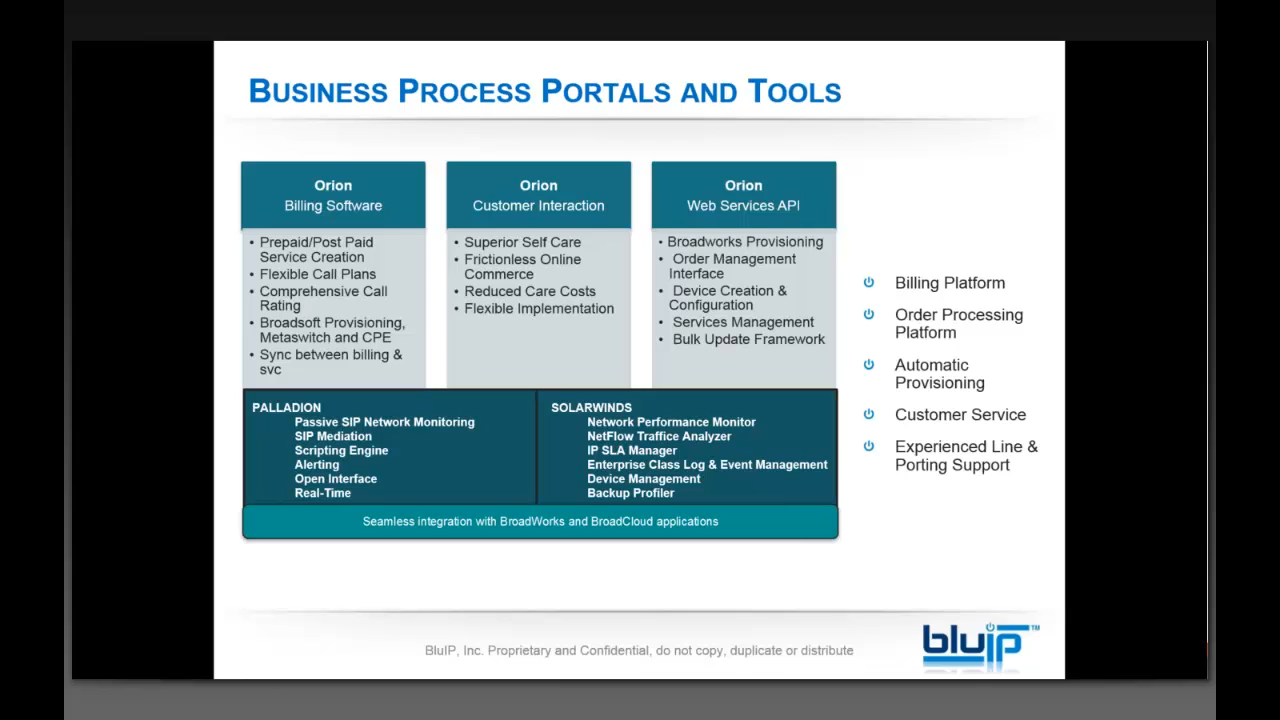 BUSINESS PROCESS PORTALS AND TOOLS
Orion
Billing Software
• Prepaid/Post Paid
Service Creation
• Flexible Call Plans
• Comprehensive Call
Rating
• Broadsoft Provisioning,
Metaswitch and CPE
• Sync between billing &
svc
Orion
Customer Interaction
• Superior Self Care
• Frictionless Online
Commerce
• Reduced Care Costs
• Flexible Implementation
Orion
Web Services API
• Broadworks Provisioning
• Order Management
Interface
• Device Creation &
Configuration
• Services Management
• Bulk Update Framework
PALLADION
Passive SIP Network Monitoring
SIP Mediation
Scripting Engine
Alerting
Open Interface
Real-Time
SOLARWINDS
Network Performance Monitor
NetFlow Traffice Analyzer
IP SLA Manager
Enterprise Class Log & Event Management
Device Management
Backup Profiler
Seamless integration with BroadWorks and BroadCloud applications
Billing Platform
Order Processing
Platform
Automatic
Provisioning
Customer Service
Experienced Line &
Porting Support
BluIP, Inc. Proprietary and Confidential, do not copy, duplicate or distribute
bluip™